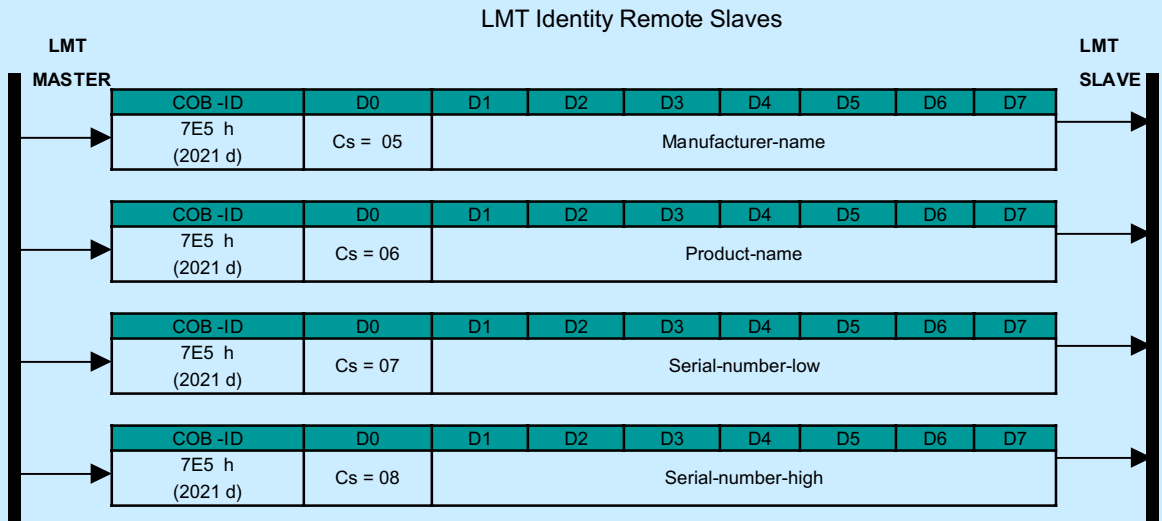 LMT Identity Remote Slaves
LMT
MASTER
LMT
SLAVE
COB -ID D0 D1 D2 D3 D4 D5 D6 D7
7E5 h
(2021 d)
Cs = 05
Manufacturer-name
COB -ID D0 D1 D2 D3 D4 D5 D6 D7
7E5 h
(2021 d)
Cs = 06
Product-name
COB -ID D0 D1 D2 D3 D4 D5 D6 D7
7E5 h
(2021 d)
Cs = 07
Serial-number-low
COB -ID D0 D1 D2 D3 D4 D5 D6 D7
7E5 h
(2021 d)
Cs = 08
Serial-number-high